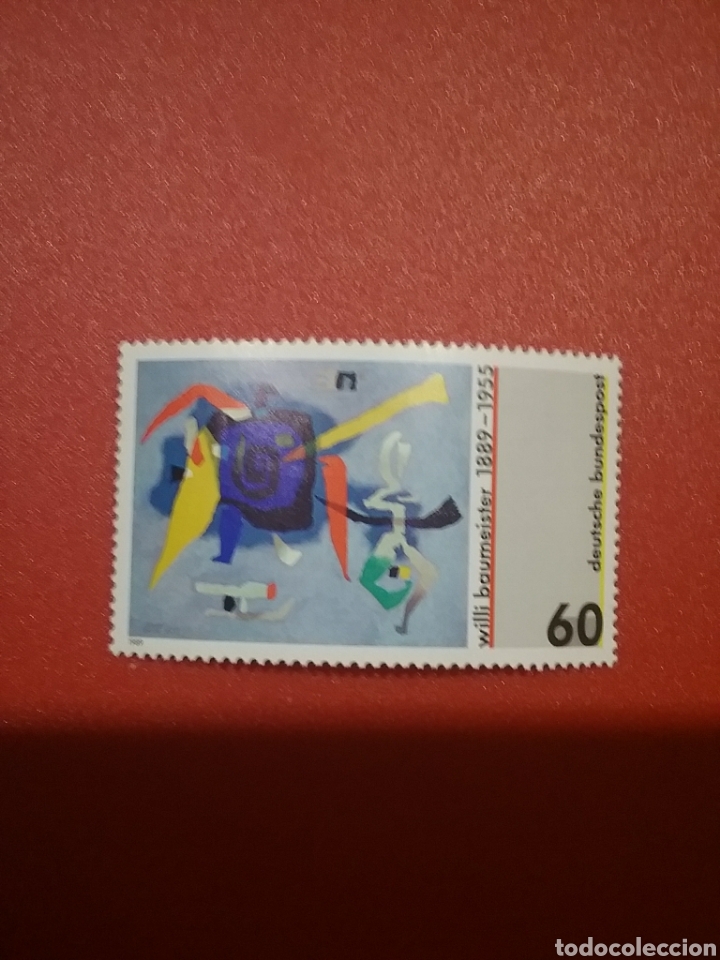 willi baumeister 1889–1955
deutsche bundespost
60
todocoleccion